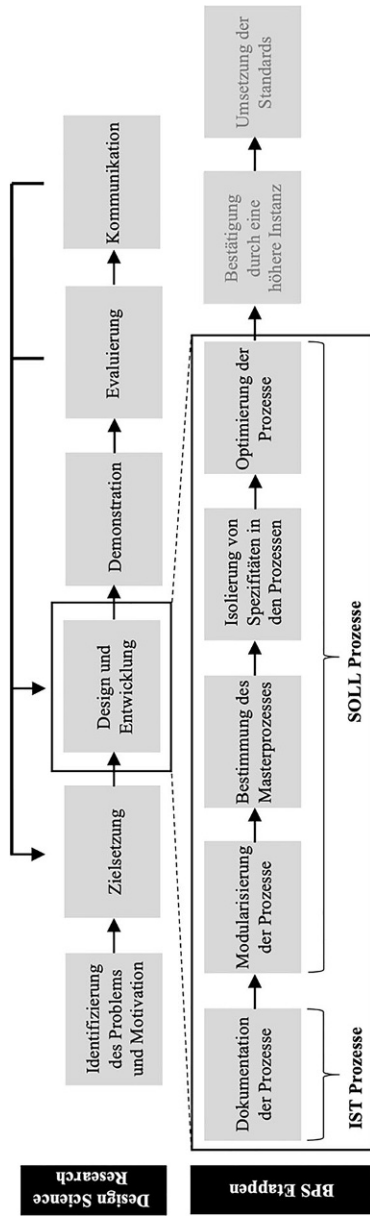 Design Science
Research
Identifizierung
des Problems
und Motivation
Zielsetzung
Design und
Entwicklung
Demonstration
Evaluierung
Kommunikation
BPS Etappen
Dokumentation
der Prozesse
Modularisierung
der Prozesse
Bestimmung des
Masterprozesses
Isolierung von
Spezifitäten in
den Prozessen
Optimierung der
Prozesse
Bestätigung
durch eine
höhere Instanz
Umsetzung der
Standards
IST Prozesse
SOLL Prozesse